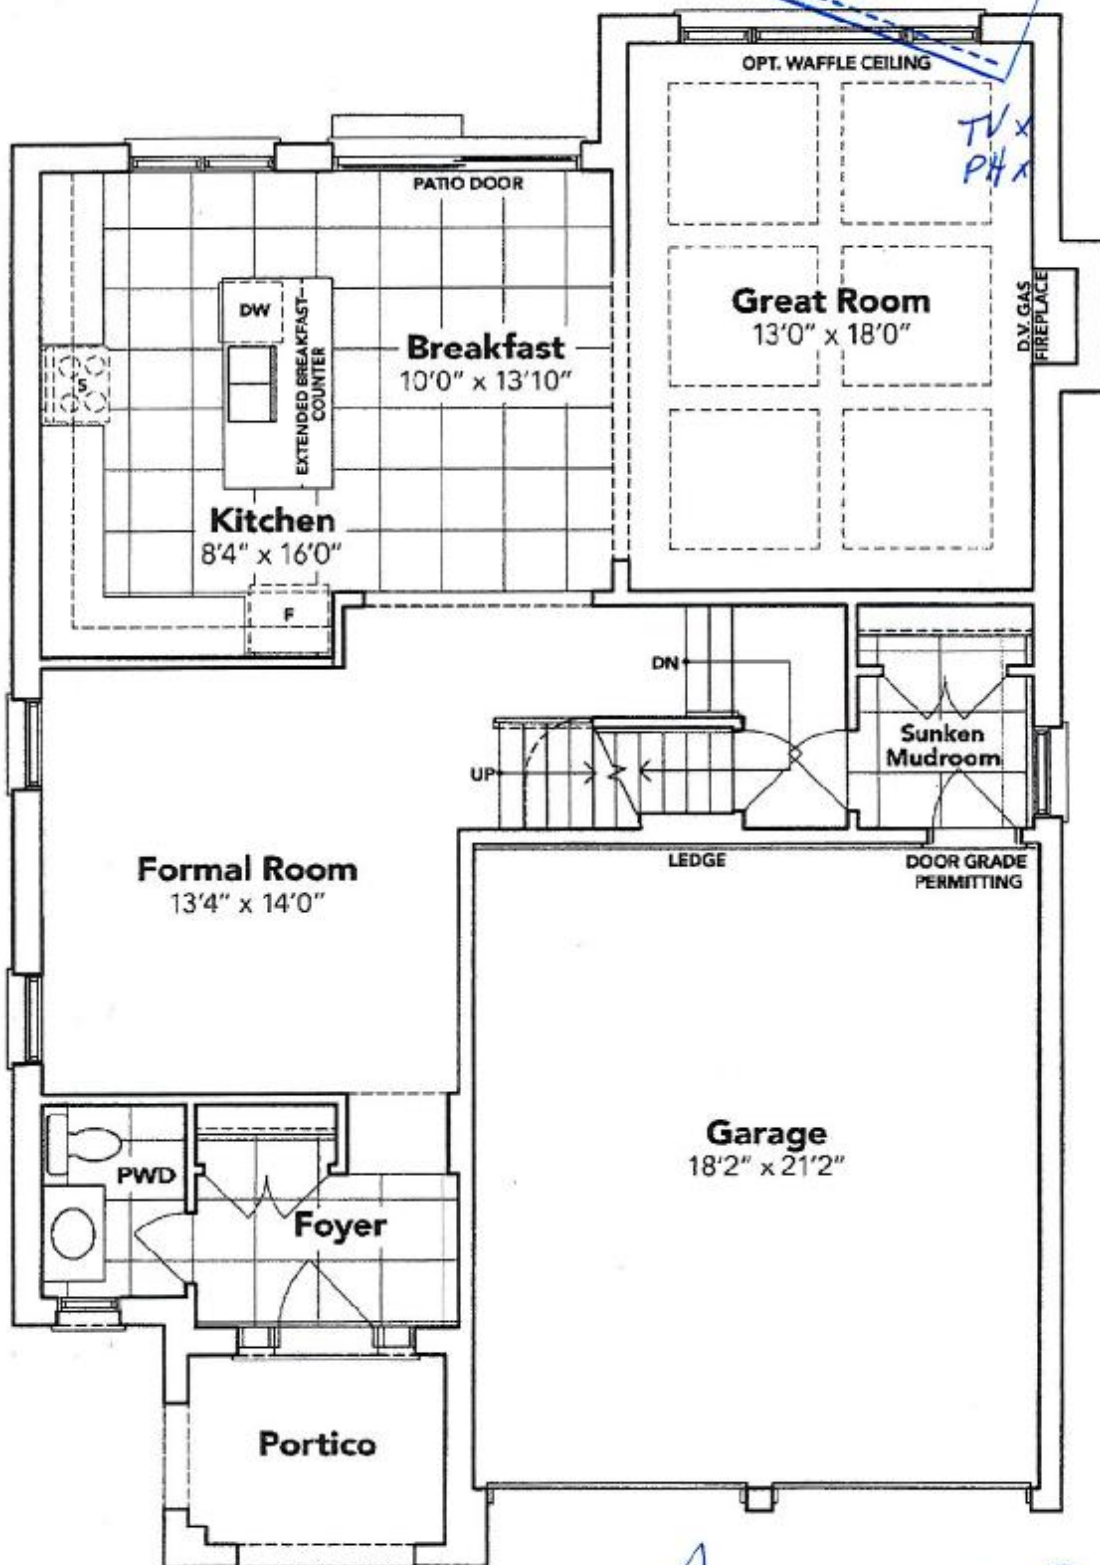 OPT. WAFFLE CEILING
TV x
PH x
PATIO DOOR
Great Room
13'0" x 18'0"
D.V. GAS
FIREPLACE
DW
EXTENDED BREAKFAST
COUNTER
Breakfast
10'0" x 13'10"
S
Kitchen
8'4" x 16'0"
F
DN
Sunken
Mudroom
UP
Formal Room
13'4" x 14'0"
LEDGE
DOOR GRADE
PERMITTING
Garage
18'2" x 21'2"
PWD
Foyer
Portico